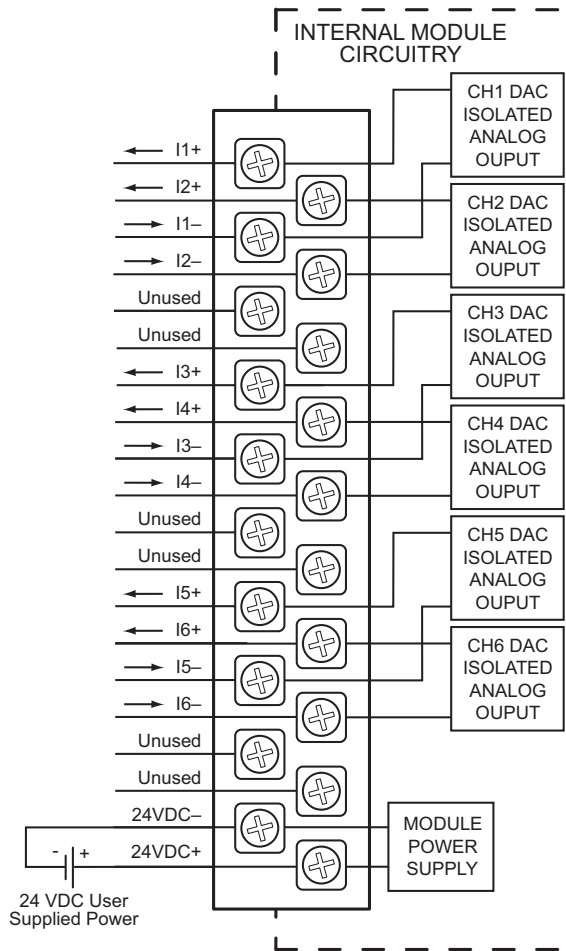 INTERNAL MODULE
CIRCUITRY
CH1 DAC
ISOLATED
ANALOG
OUPUT
I1+
I2+
CH2 DAC
ISOLATED
ANALOG
OUPUT
I1–
I2–
Unused
CH3 DAC
ISOLATED
ANALOG
OUPUT
Unused
I3+
I4+
CH4 DAC
ISOLATED
ANALOG
OUPUT
I3–
I4–
Unused
CH5 DAC
ISOLATED
ANALOG
OUPUT
Unused
I5+
I6+
CH6 DAC
ISOLATED
ANALOG
OUPUT
I5–
I6–
Unused
Unused
24VDC–
MODULE
POWER
SUPPLY
- +
24VDC+
24 VDC User
Supplied Power